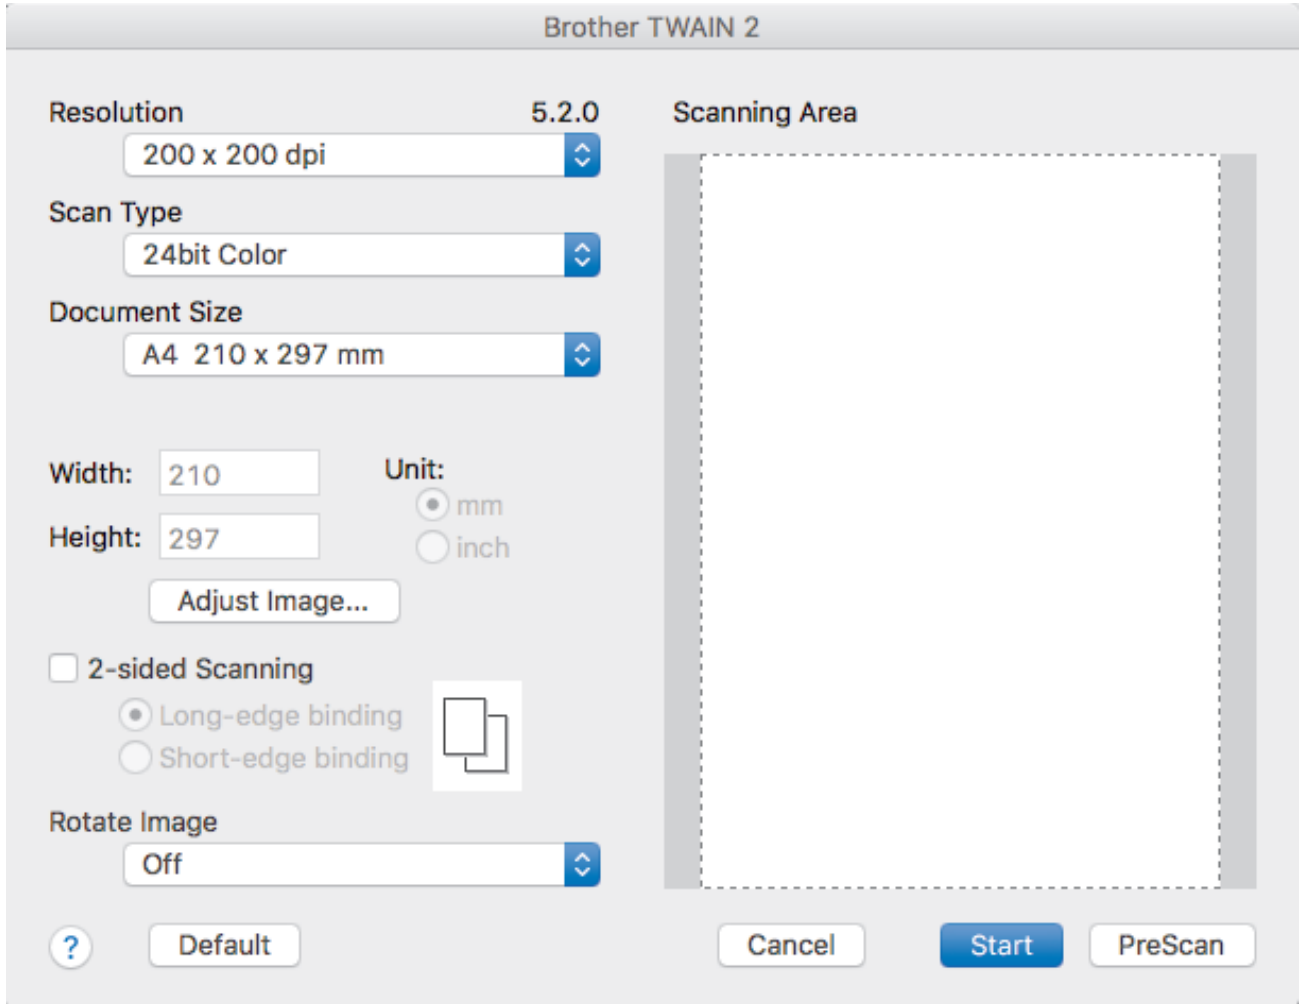 Brother TWAIN 2
Resolution 5.2.0
200 x 200 dpi
Scan Type
24bit Color
Document Size
A4 210 x 297 mm
Width: 210
Height: 297
Unit:
mm
inch
Adjust Image...
2-sided Scanning
Long-edge binding
Short-edge binding
Rotate Image
Off
Scanning Area
? Default Cancel Start PreScan